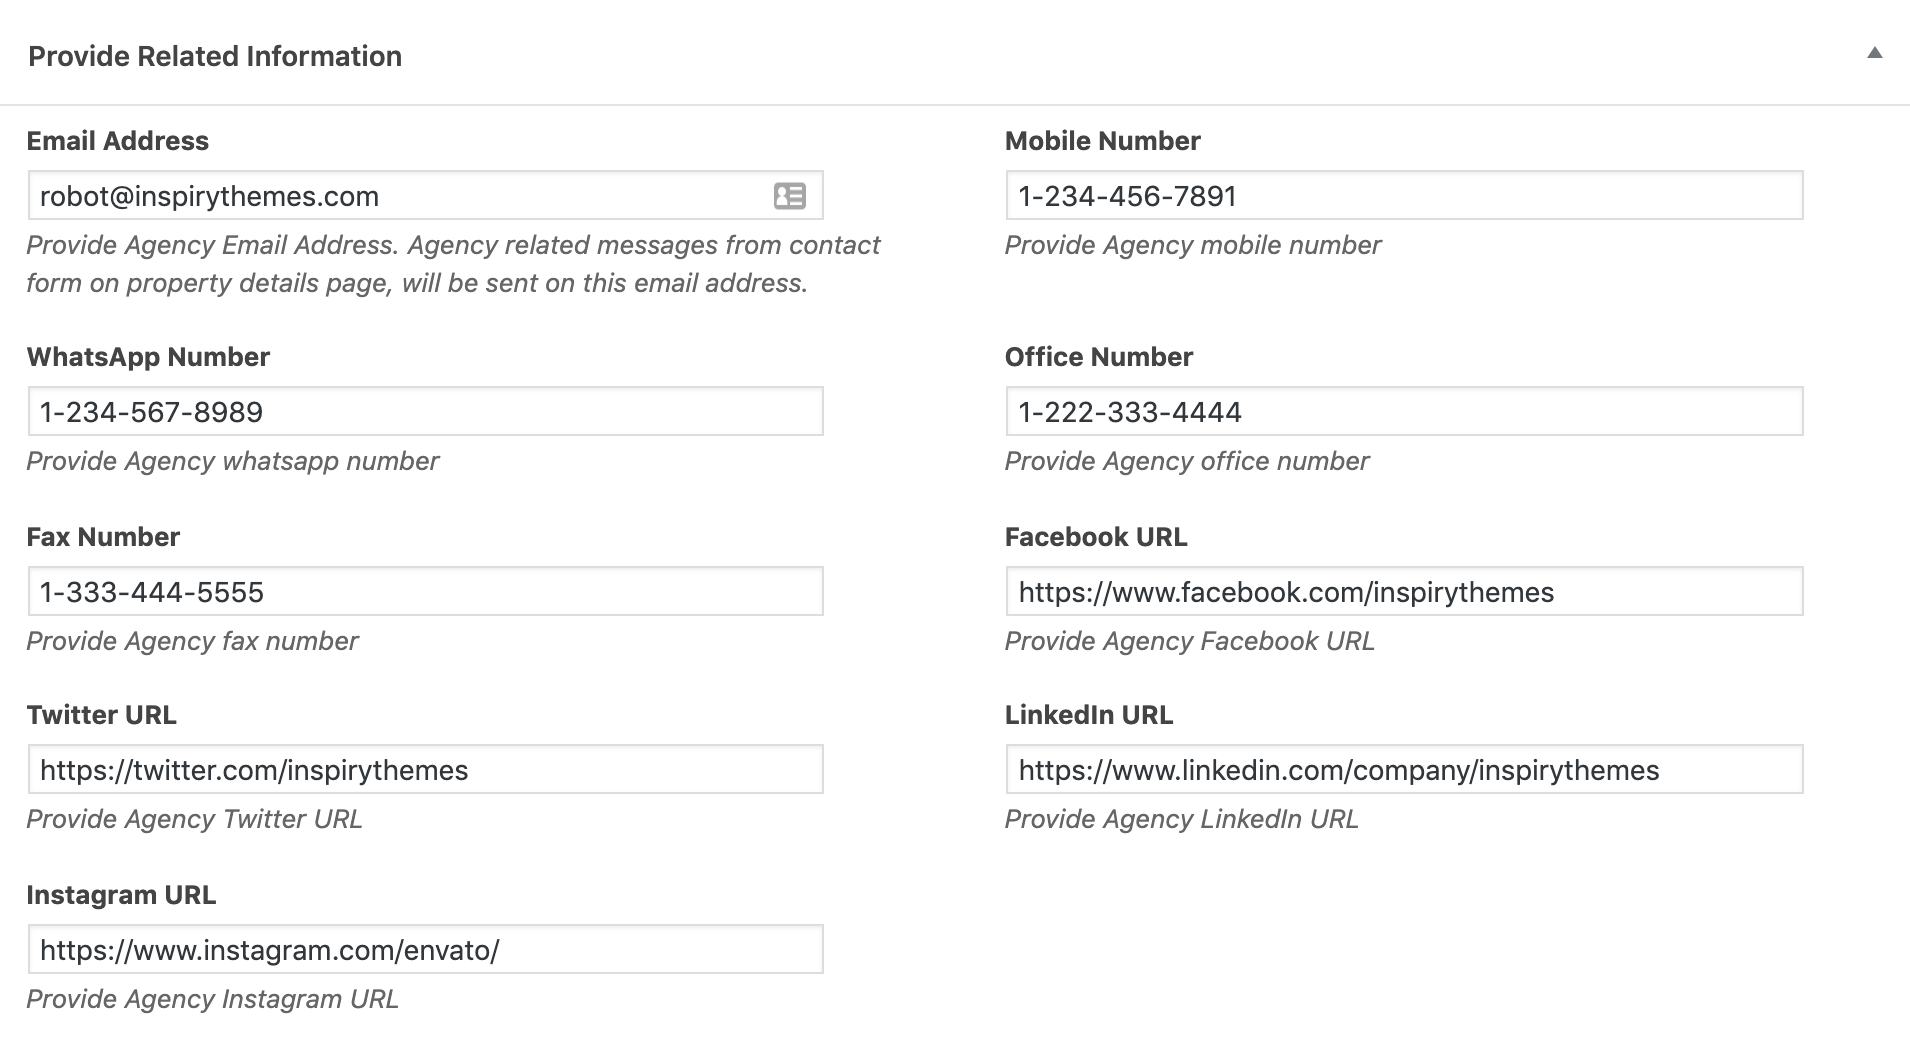 Provide Related Information
Email Address
robot@inspirythemes.com
Provide Agency Email Address. Agency related messages from contact
form on property details page, will be sent on this email address.
Mobile Number
1-234-456-7891
Provide Agency mobile number
WhatsApp Number
1-234-567-8989
Provide Agency whatsapp number
Office Number
1-222-333-4444
Provide Agency office number
Fax Number
1-333-444-5555
Provide Agency fax number
Facebook URL
https://www.facebook.com/inspirythemes
Provide Agency Facebook URL
Twitter URL
https://twitter.com/inspirythemes
Provide Agency Twitter URL
LinkedIn URL
https://www.linkedin.com/company/inspirythemes
Provide Agency LinkedIn URL
Instagram URL
https://www.instagram.com/envato/
Provide Agency Instagram URL